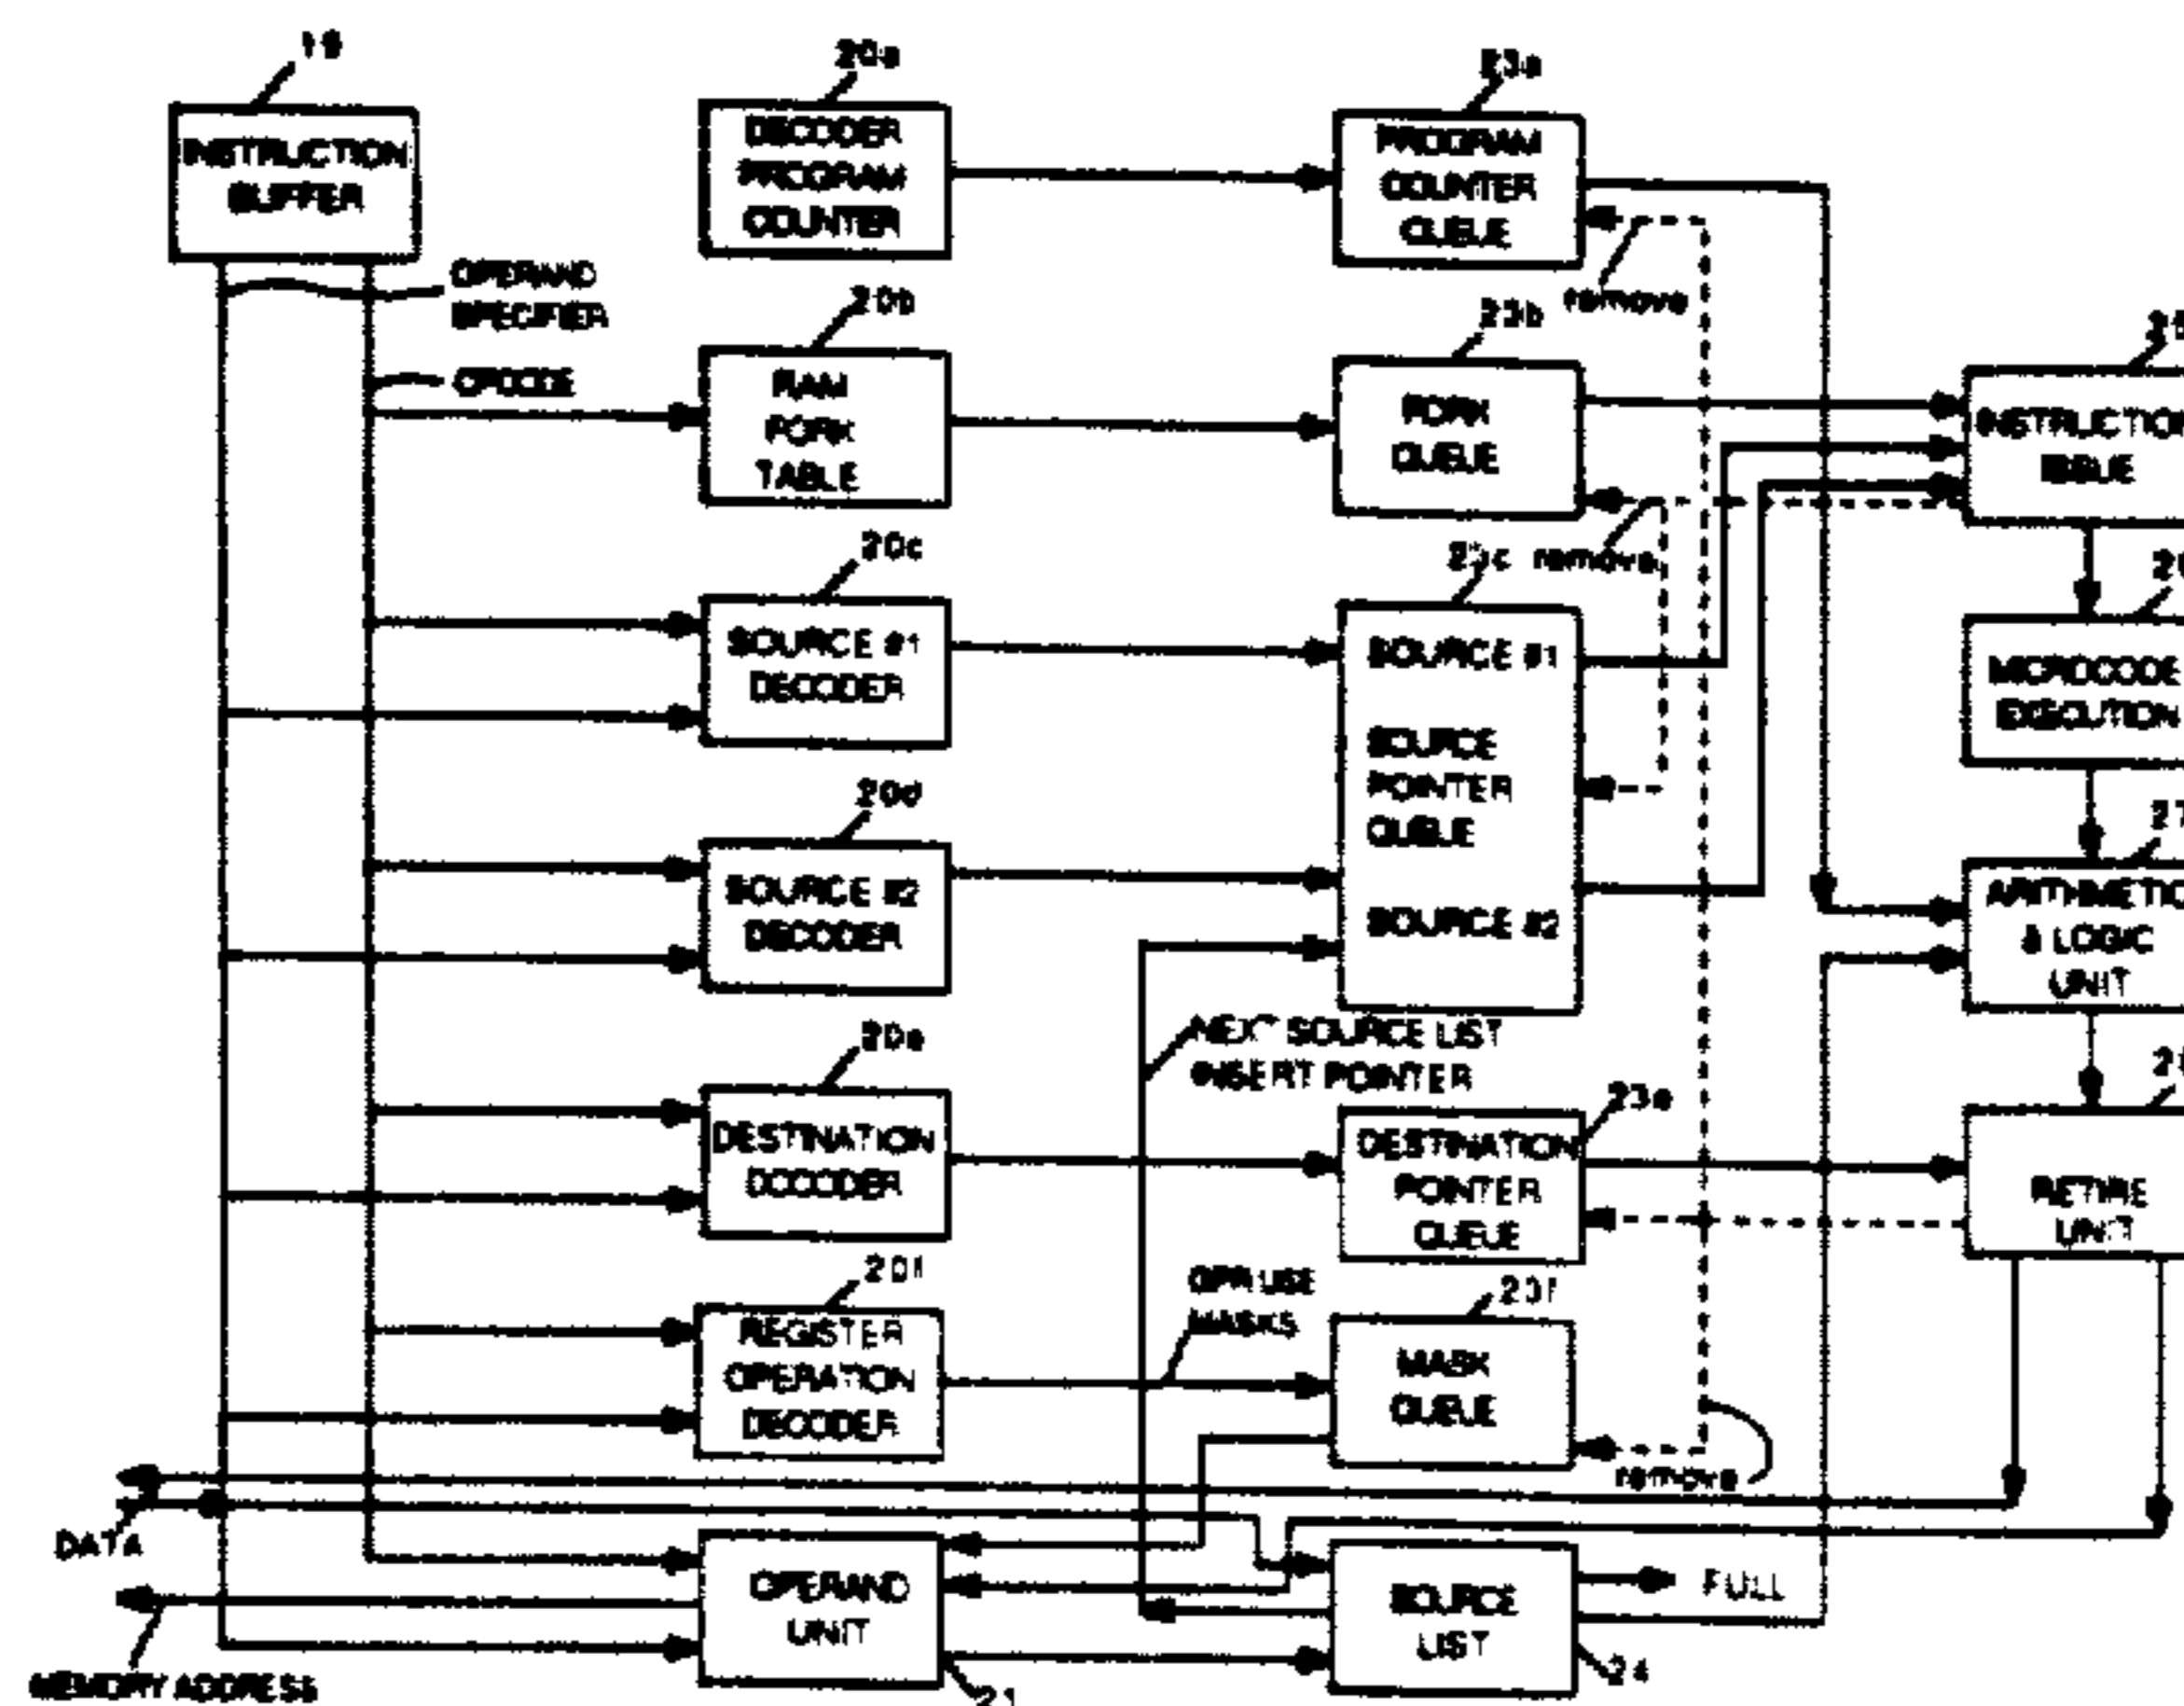 20a
23a
INSTRUCTION
BUFFER
DECODER
PROGRAM
COUNTER
PROGRAM
COUNTER
QUEUE
OPERAND
SPECIFIER
remove
20b
23b
OPCODE
RAM
FORK
TABLE
FORK
QUEUE
INSTRUCTION
ISSUE
20c
23c
remove
SOURCE #1
DECODER
SOURCE #1
SOURCE
POINTER
QUEUE
SOURCE #2
MICROCODE
EXECUTION
20d
27
SOURCE #2
DECODER
ARITHMETIC
& LOGIC
UNIT
20e
NEXT SOURCE LIST
INSERT POINTER
23e
DESTINATION
DECODER
DESTINATION
POINTER
QUEUE
RETIRE
UNIT
20f
GPR USE
MASKS
23f
REGISTER
OPERATION
DECODER
MASK
QUEUE
remove
DATA
OPERAND
UNIT
SOURCE
LIST
FULL
MEMORY ADDRESS
21
24